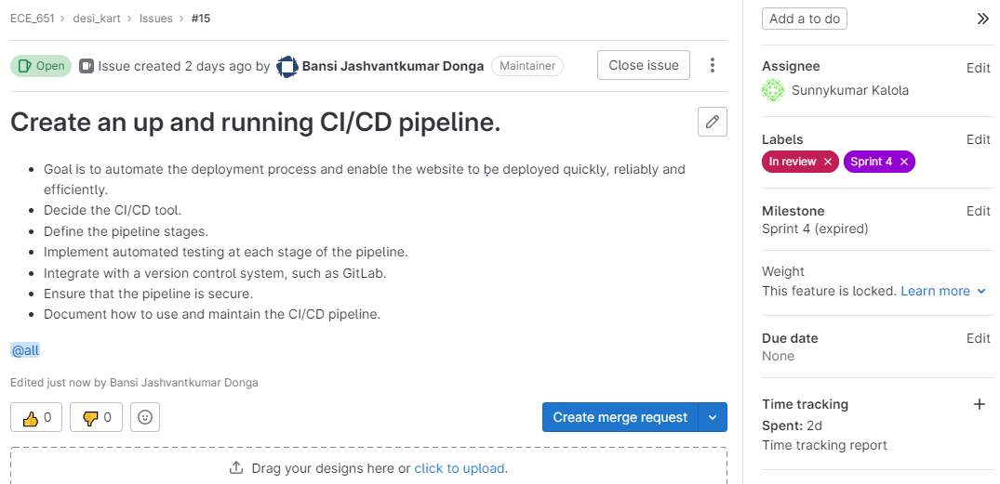 ECE_651 › desi_kart › Issues › #15
Open Issue created 2 days ago by Bansi Jashvantkumar Donga Maintainer Close issue
Create an up and running CI/CD pipeline.
• Goal is to automate the deployment process and enable the website to be deployed quickly, reliably and
efficiently.
• Decide the CI/CD tool.
• Define the pipeline stages.
• Implement automated testing at each stage of the pipeline.
• Integrate with a version control system, such as GitLab.
• Ensure that the pipeline is secure.
• Document how to use and maintain the CI/CD pipeline.
@all
Edited just now by Bansi Jashvantkumar Donga
👍 0 👎 0
Create merge request
Drag your designs here or click to upload.
Add a to do
Assignee Edit
Sunnykumar Kalola
Labels Edit
In review × Sprint 4 ×
Milestone Edit
Sprint 4 (expired)
Weight
This feature is locked. Learn more
Due date Edit
None
Time tracking +
Spent: 2d
Time tracking report